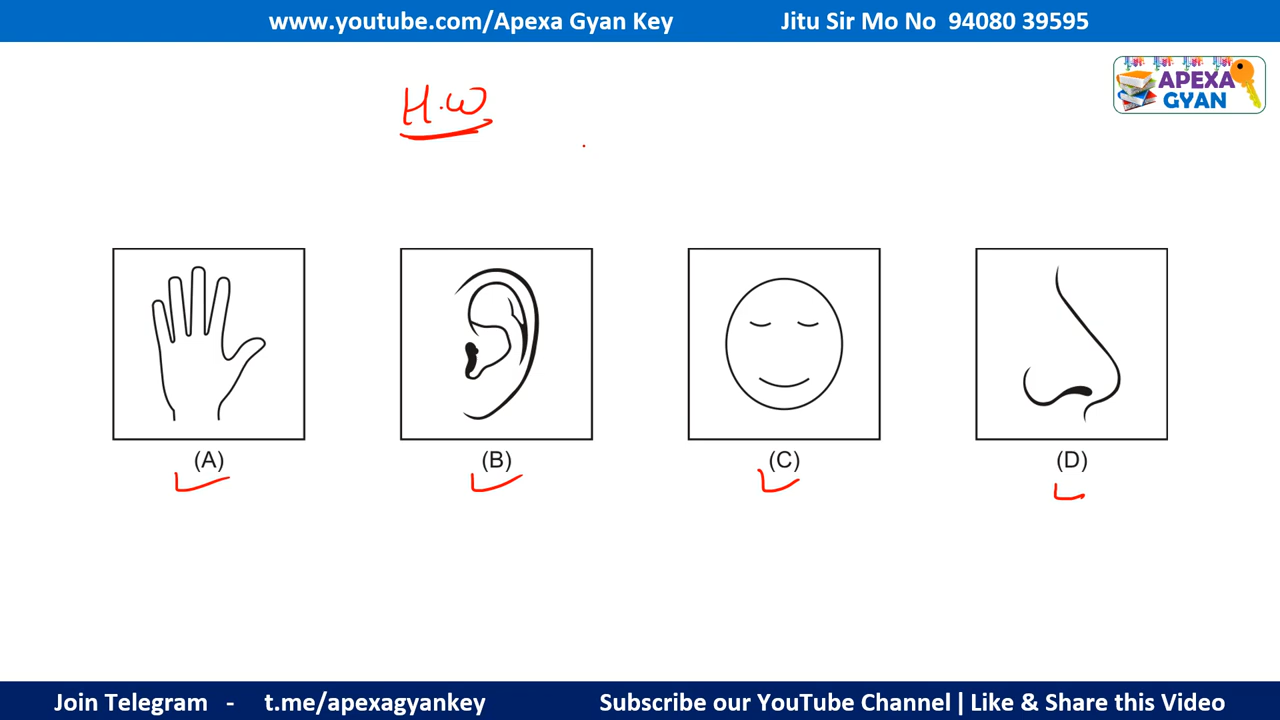 www.youtube.com/Apexa Gyan Key Jitu Sir Mo No 94080 39595
APEXA
GYAN
H.W
(A) (B) (C) (D)
Join Telegram - t.me/apexagyankey Subscribe our YouTube Channel | Like & Share this Video